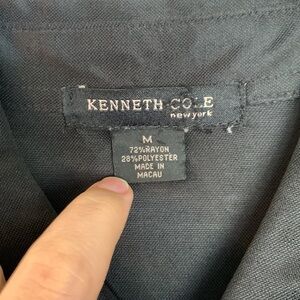 KENNETH COLE
new york
M
72%RAYON
28%POLYESTER
MADE IN
MACAU